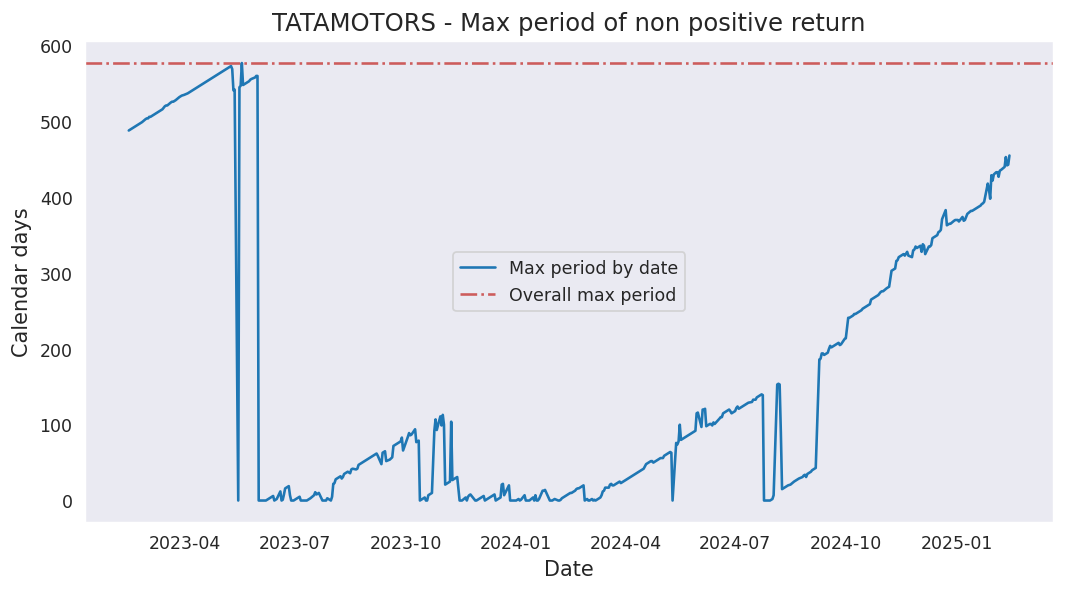 TATAMOTORS - Max period of non positive return
600
500
400
300
200
100
0
Calendar days
Max period by date
Overall max period
2023-04 2023-07 2023-10 2024-01 2024-04 2024-07 2024-10 2025-01
Date